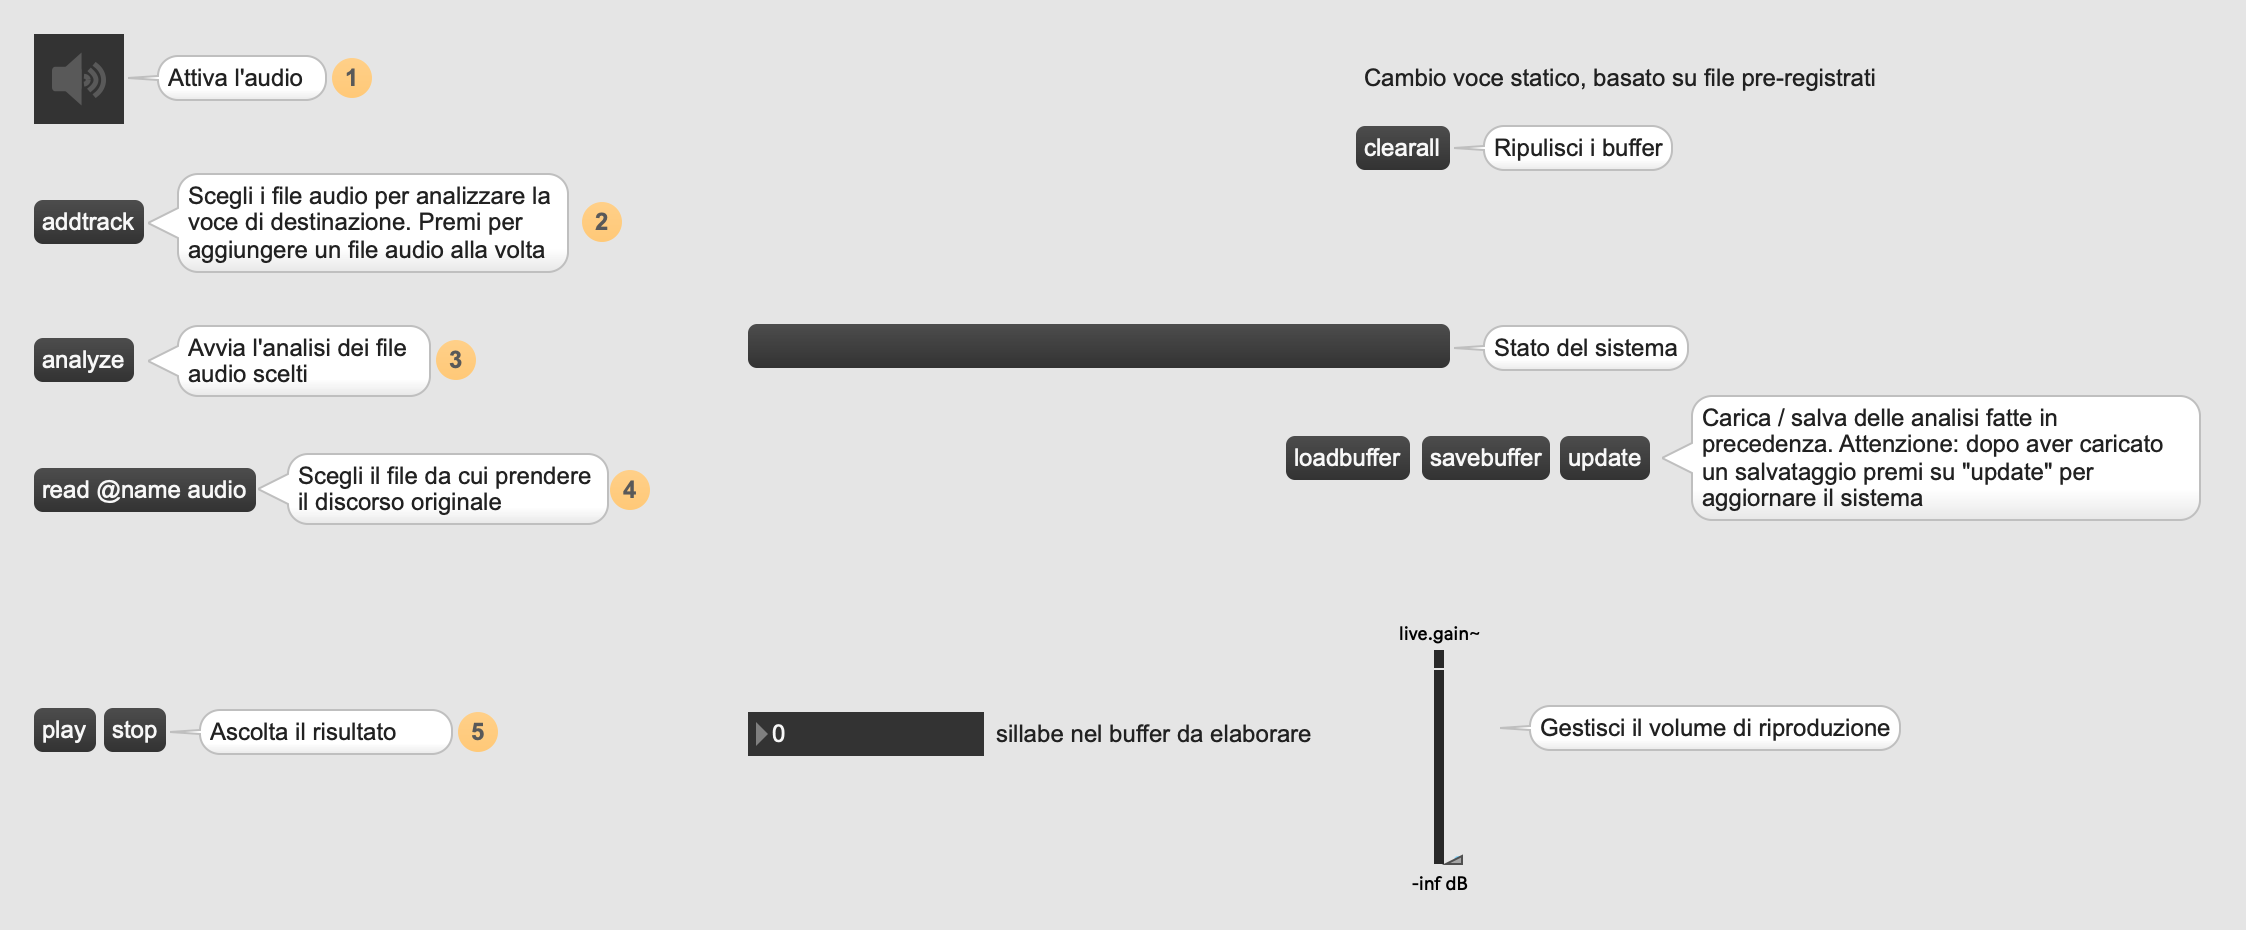 Attiva l'audio
1
Cambio voce statico, basato su file pre-registrati
clearall
Ripulisci i buffer
addtrack
Scegli i file audio per analizzare la
voce di destinazione. Premi per
aggiungere un file audio alla volta
2
analyze
Avvia l'analisi dei file
audio scelti
3
Stato del sistema
read @name audio
Scegli il file da cui prendere
il discorso originale
4
loadbuffer
savebuffer
update
Carica / salva delle analisi fatte in
precedenza. Attenzione: dopo aver caricato
un salvataggio premi su "update" per
aggiornare il sistema
play
stop
Ascolta il risultato
5
0
sillabe nel buffer da elaborare
live.gain~
-inf dB
Gestisci il volume di riproduzione